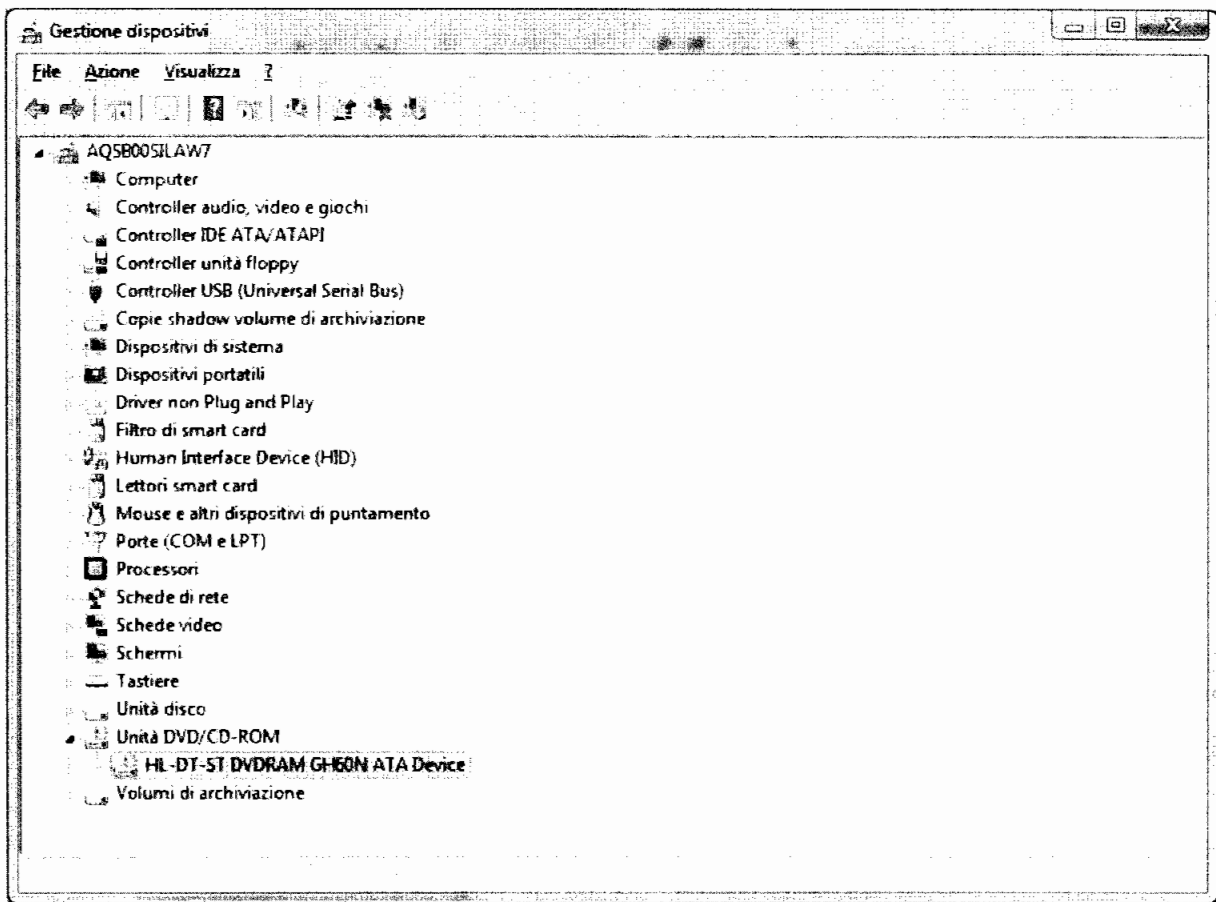 Gestione dispositivi
File Azione Visualizza ?
AQSB00SILAW7
Computer
Controller audio, video e giochi
Controller IDE ATA/ATAPI
Controller unità floppy
Controller USB (Universal Serial Bus)
Copie shadow volume di archiviazione
Dispositivi di sistema
Dispositivi portatili
Driver non Plug and Play
Filtro di smart card
Human Interface Device (HID)
Lettori smart card
Mouse e altri dispositivi di puntamento
Porte (COM e LPT)
Processori
Schede di rete
Schede video
Schermi
Tastiere
Unità disco
Unità DVD/CD-ROM
HL-DT-ST DVDRAM GH60N ATA Device
Volumi di archiviazione